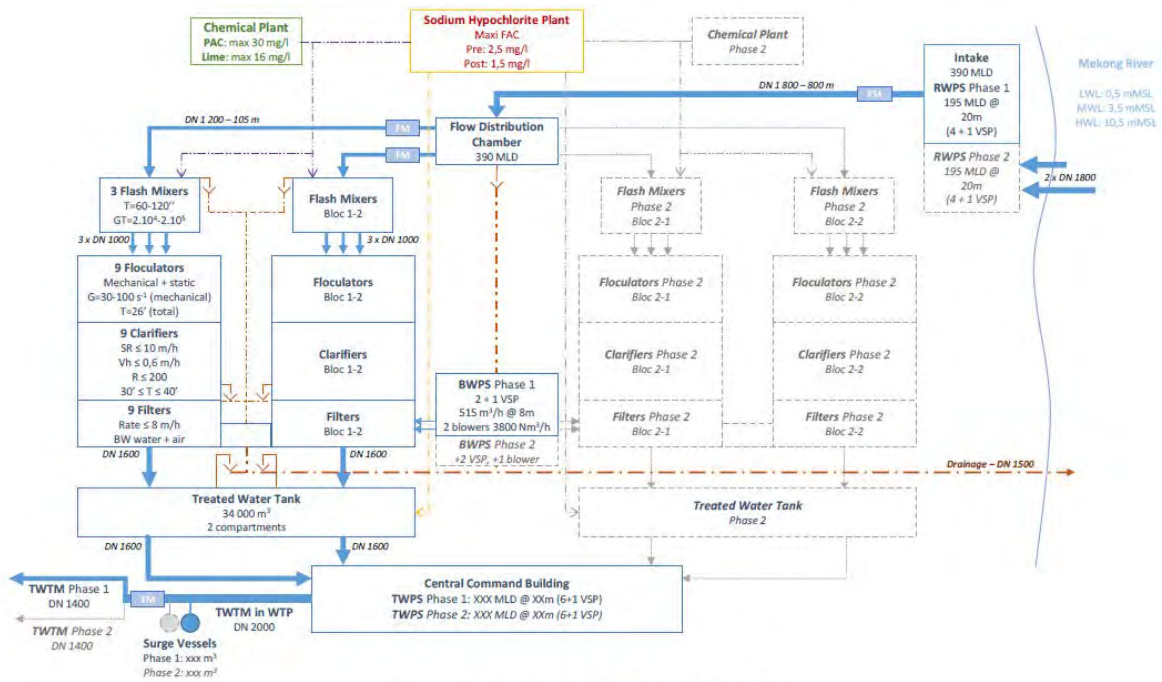 Chemical Plant
PAC: max 30 mg/l
Lime: max 16 mg/l
Sodium Hypochlorite Plant
Maxi FAC
Pre: 2,5 mg/l
Post: 1,5 mg/l
Chemical Plant
Phase 2
Intake
390 MLD
RWPS Phase 1
195 MLD @
20m
(4 + 1 VSP)
RWPS Phase 2
195 MLD @
20m
(4 + 1 VSP)
Mekong River
LWL: 0,5 mMSL
MWL: 3,5 mMSL
HWL: 10,5 mMSL
2 x DN 1800
DN 1 800 – 800 m
FM
DN 1 200 – 105 m
FM
FM
Flow Distribution
Chamber
390 MLD
3 Flash Mixers
T=60-120''
GT=2.10⁴-2.10⁵
Flash Mixers
Bloc 1-2
Flash Mixers
Phase 2
Bloc 2-1
Flash Mixers
Phase 2
Bloc 2-2
3 x DN 1000
3 x DN 1000
9 Floculators
Mechanical + static
G=30-100 s⁻¹ (mechanical)
T=26' (total)
Floculators
Bloc 1-2
Floculators Phase 2
Bloc 2-1
Floculators Phase 2
Bloc 2-2
9 Clarifiers
SR ≤ 10 m/h
Vh ≤ 0,6 m/h
R ≤ 200
30' ≤ T ≤ 40'
Clarifiers
Bloc 1-2
Clarifiers Phase 2
Bloc 2-1
Clarifiers Phase 2
Bloc 2-2
9 Filters
Rate ≤ 8 m/h
BW water + air
Filters
Bloc 1-2
BWPS Phase 1
2 + 1 VSP
515 m³/h @ 8m
2 blowers 3800 Nm³/h
BWPS Phase 2
+2 VSP, +1 blower
Filters Phase 2
Bloc 2-1
Filters Phase 2
Bloc 2-2
DN 1600
DN 1600
Drainage – DN 1500
Treated Water Tank
34 000 m³
2 compartments
Treated Water Tank
Phase 2
DN 1600
DN 1600
Central Command Building
TWPS Phase 1: XXX MLD @ XXm (6+1 VSP)
TWPS Phase 2: XXX MLD @ XXm (6+1 VSP)
TWTM Phase 1
DN 1400
FM
TWTM in WTP
DN 2000
TWTM Phase 2
DN 1400
Surge Vessels
Phase 1: xxx m³
Phase 2: xxx m³